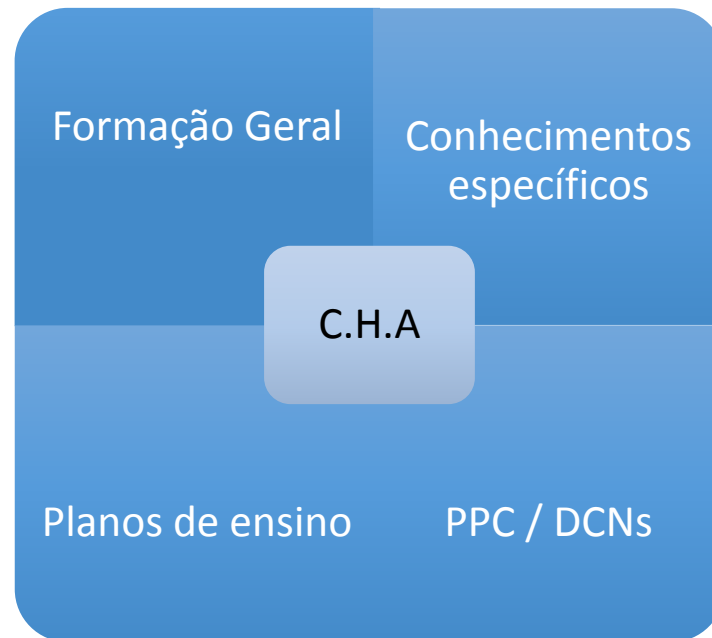 Formação Geral
Conhecimentos
específicos
C.H.A
Planos de ensino
PPC / DCNs